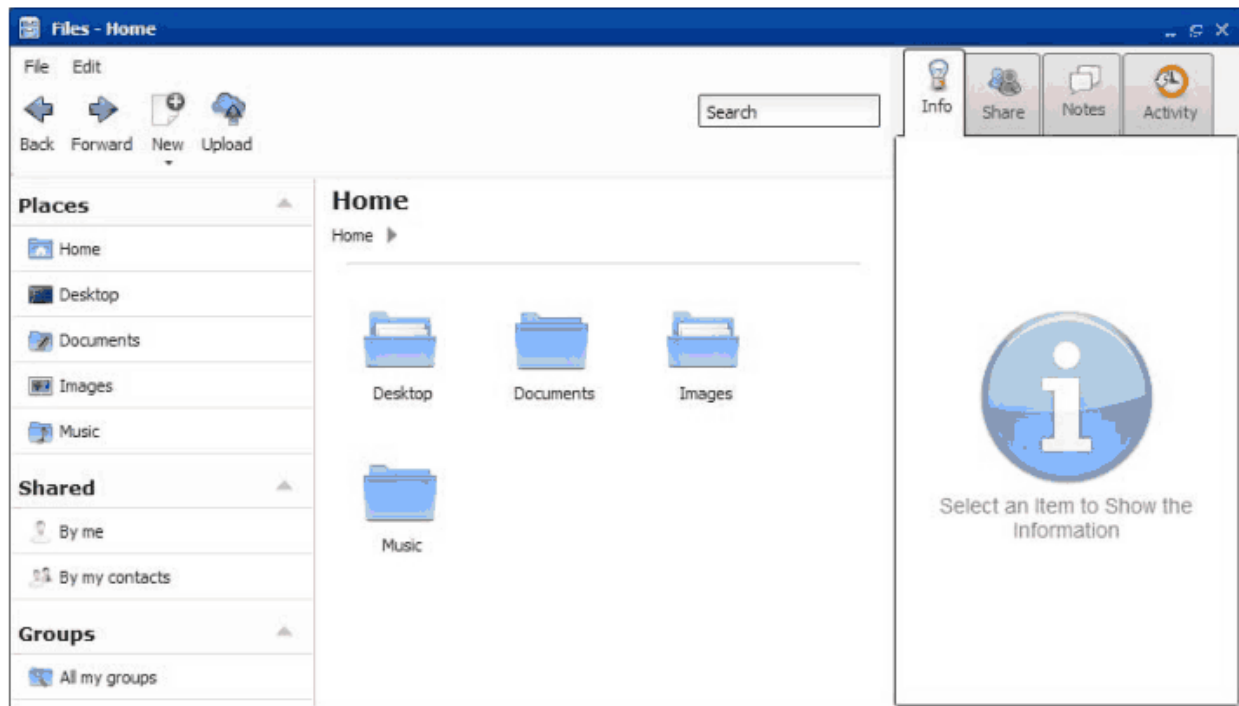 Files - Home
File Edit
Back Forward New Upload
Search
Info Share Notes Activity
Places
Home
Desktop
Documents
Images
Music
Shared
By me
By my contacts
Groups
All my groups
Home
Home
Desktop Documents Images
Music
Select an Item to Show the
Information